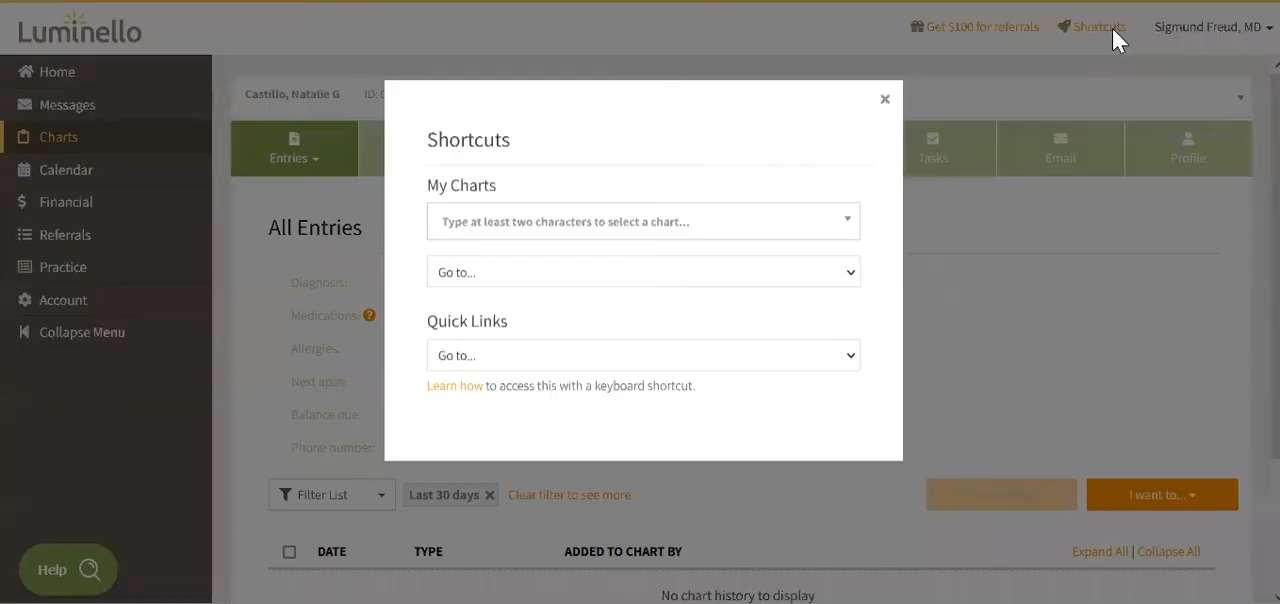 Luminello
Get $100 for referrals
Shortcuts
Sigmund Freud, MD
Home
Messages
Charts
Calendar
Financial
Referrals
Practice
Account
Collapse Menu
Help
Castillo, Natalie G
ID:
Entries
Tasks
Email
Profile
All Entries
Diagnosis:
Medications: ?
Allergies:
Next appt:
Balance due:
Phone number:
×
Shortcuts
My Charts
Type at least two characters to select a chart...
Go to...
Quick Links
Go to...
Learn how to access this with a keyboard shortcut.
Filter List
Last 30 days ×
Clear filter to see more
I want to...
DATE TYPE ADDED TO CHART BY
Expand All | Collapse All
No chart history to display